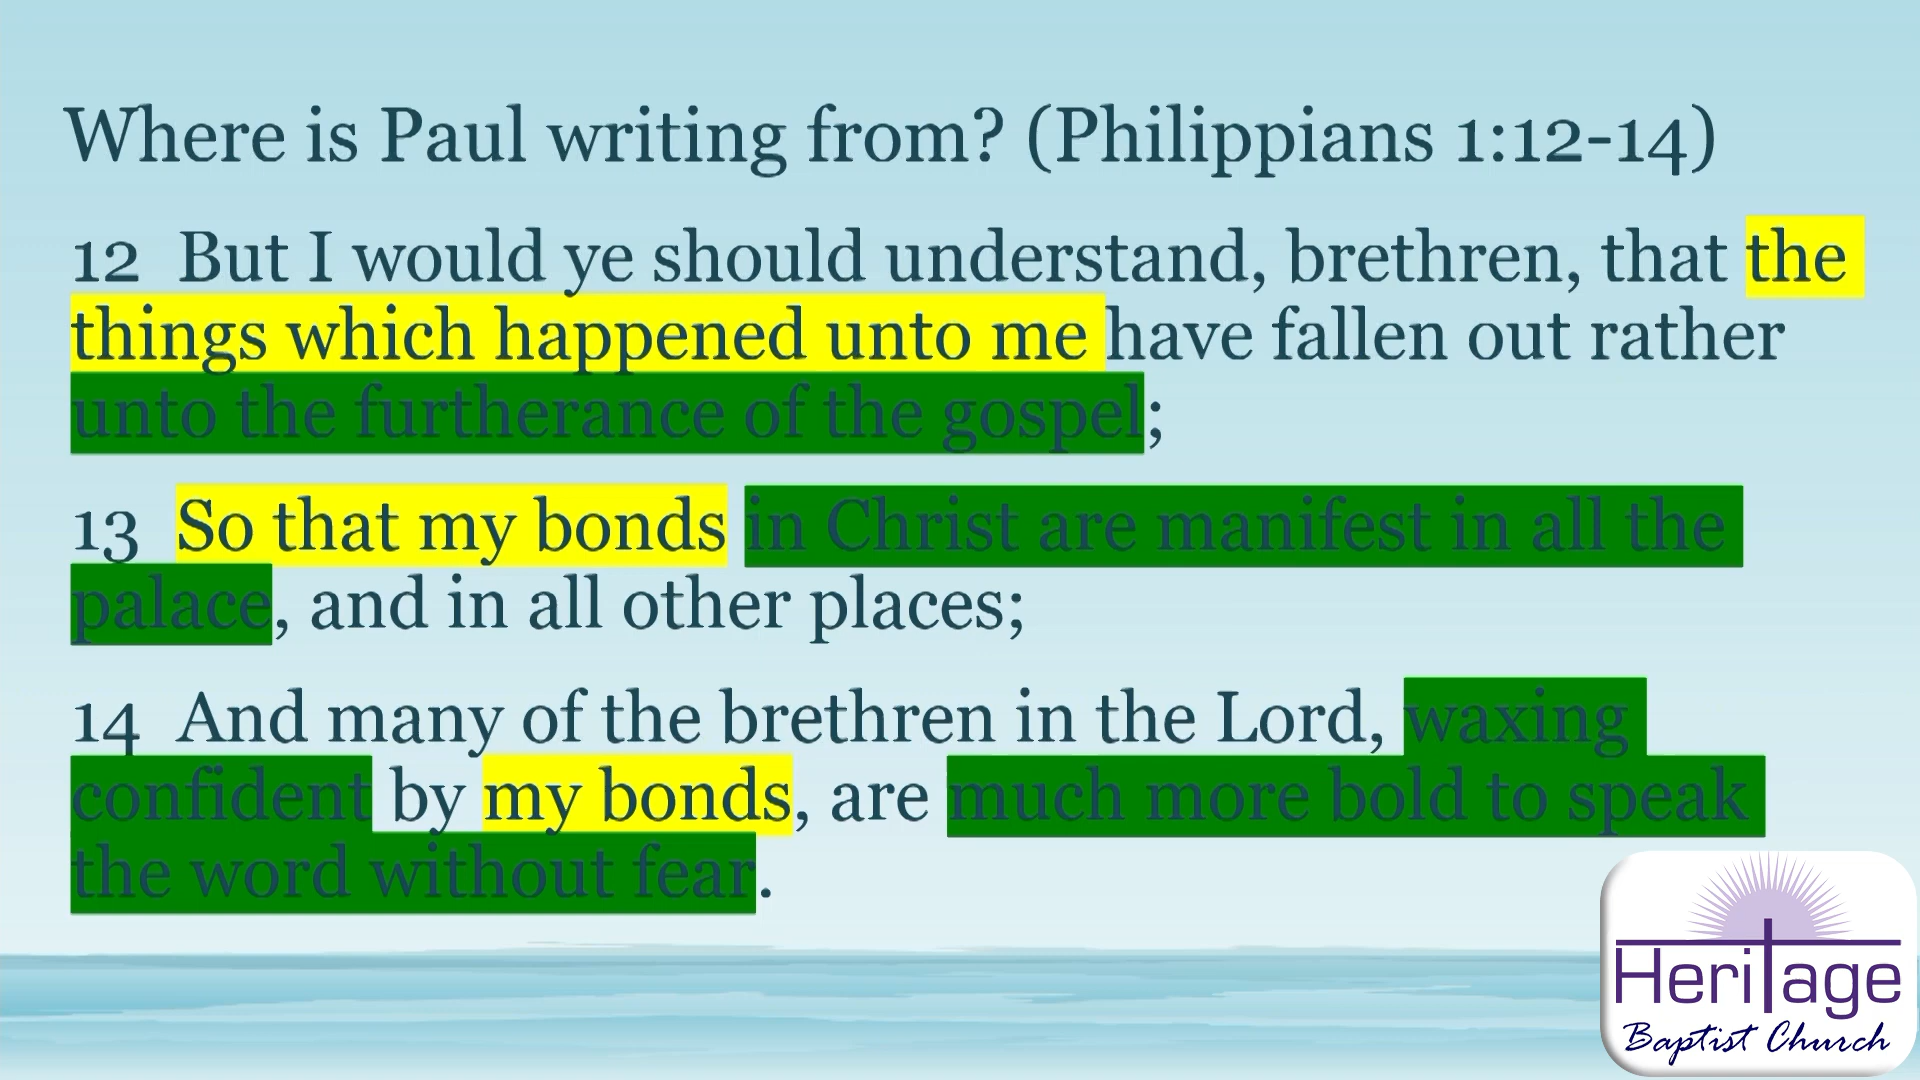 Where is Paul writing from? (Philippians 1:12-14)
12 But I would ye should understand, brethren, that the
things which happened unto me have fallen out rather
unto the furtherance of the gospel;
13 So that my bonds in Christ are manifest in all the
palace, and in all other places;
14 And many of the brethren in the Lord, waxing
confident by my bonds, are much more bold to speak
the word without fear.
Heritage
Baptist Church